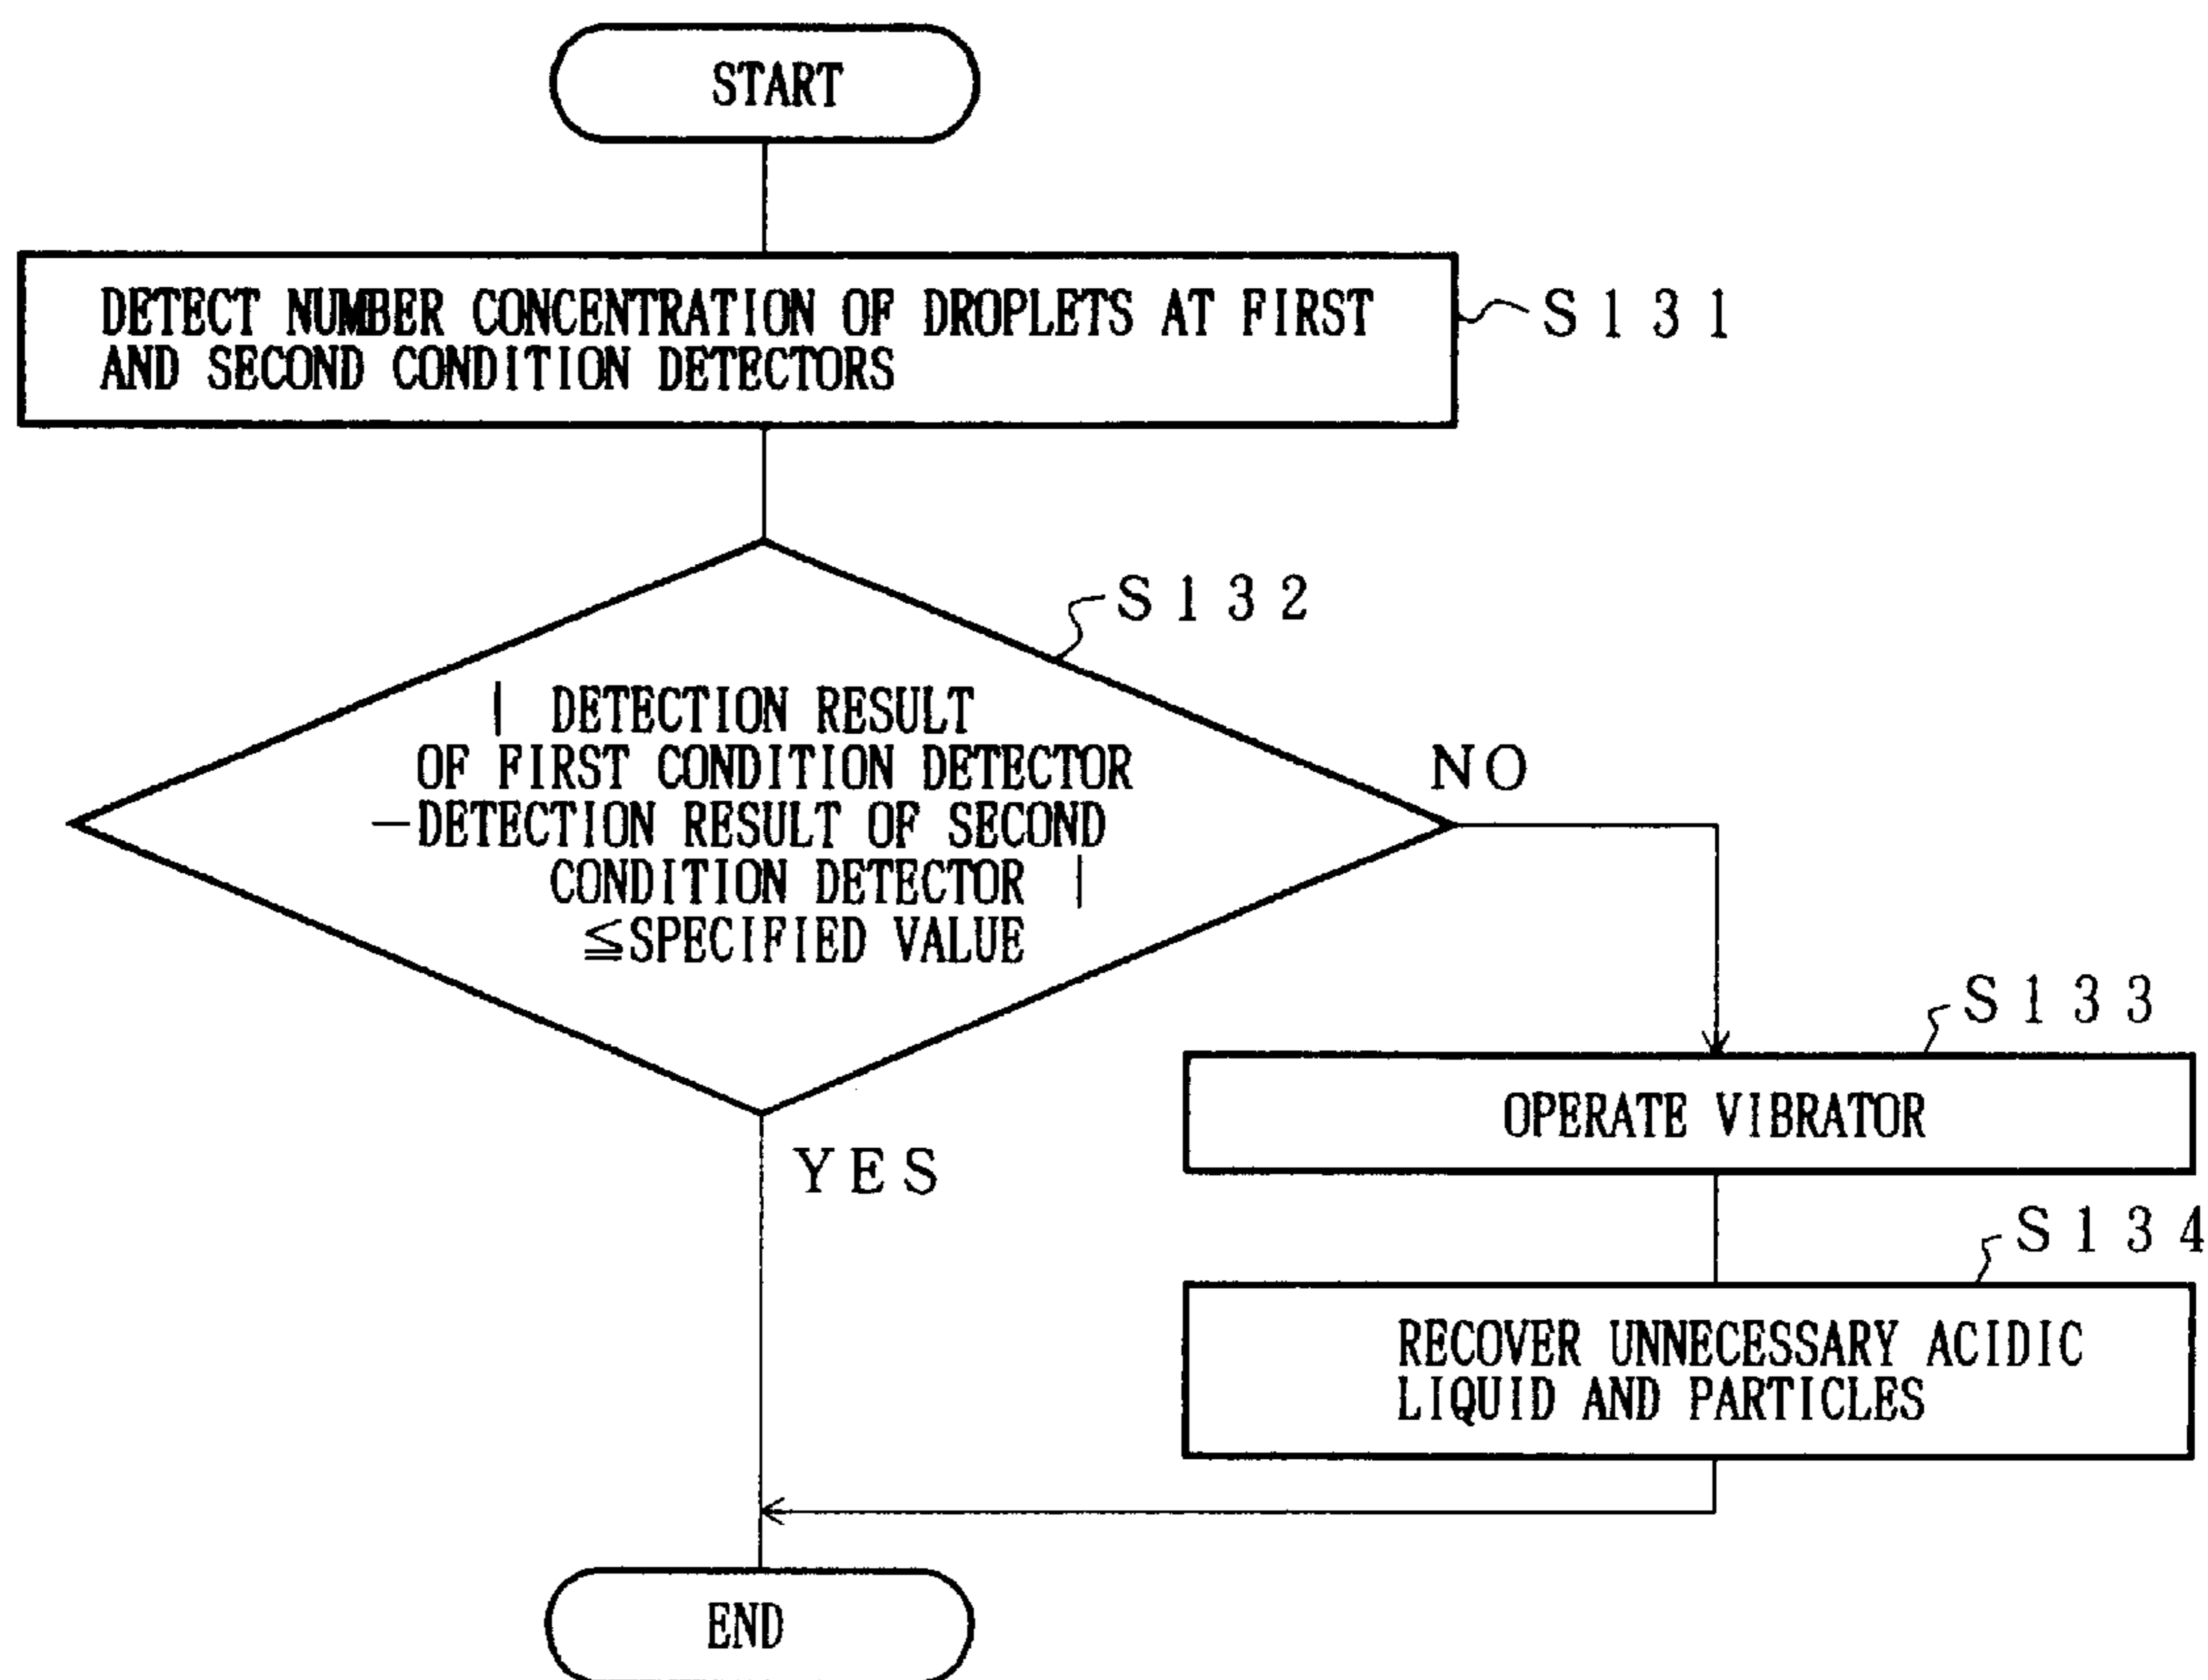 START
DETECT NUMBER CONCENTRATION OF DROPLETS AT FIRST
AND SECOND CONDITION DETECTORS
S131
S132
| DETECTION RESULT
OF FIRST CONDITION DETECTOR
−DETECTION RESULT OF SECOND
CONDITION DETECTOR |
≦SPECIFIED VALUE
NO
YES
S133
OPERATE VIBRATOR
S134
RECOVER UNNECESSARY ACIDIC
LIQUID AND PARTICLES
END